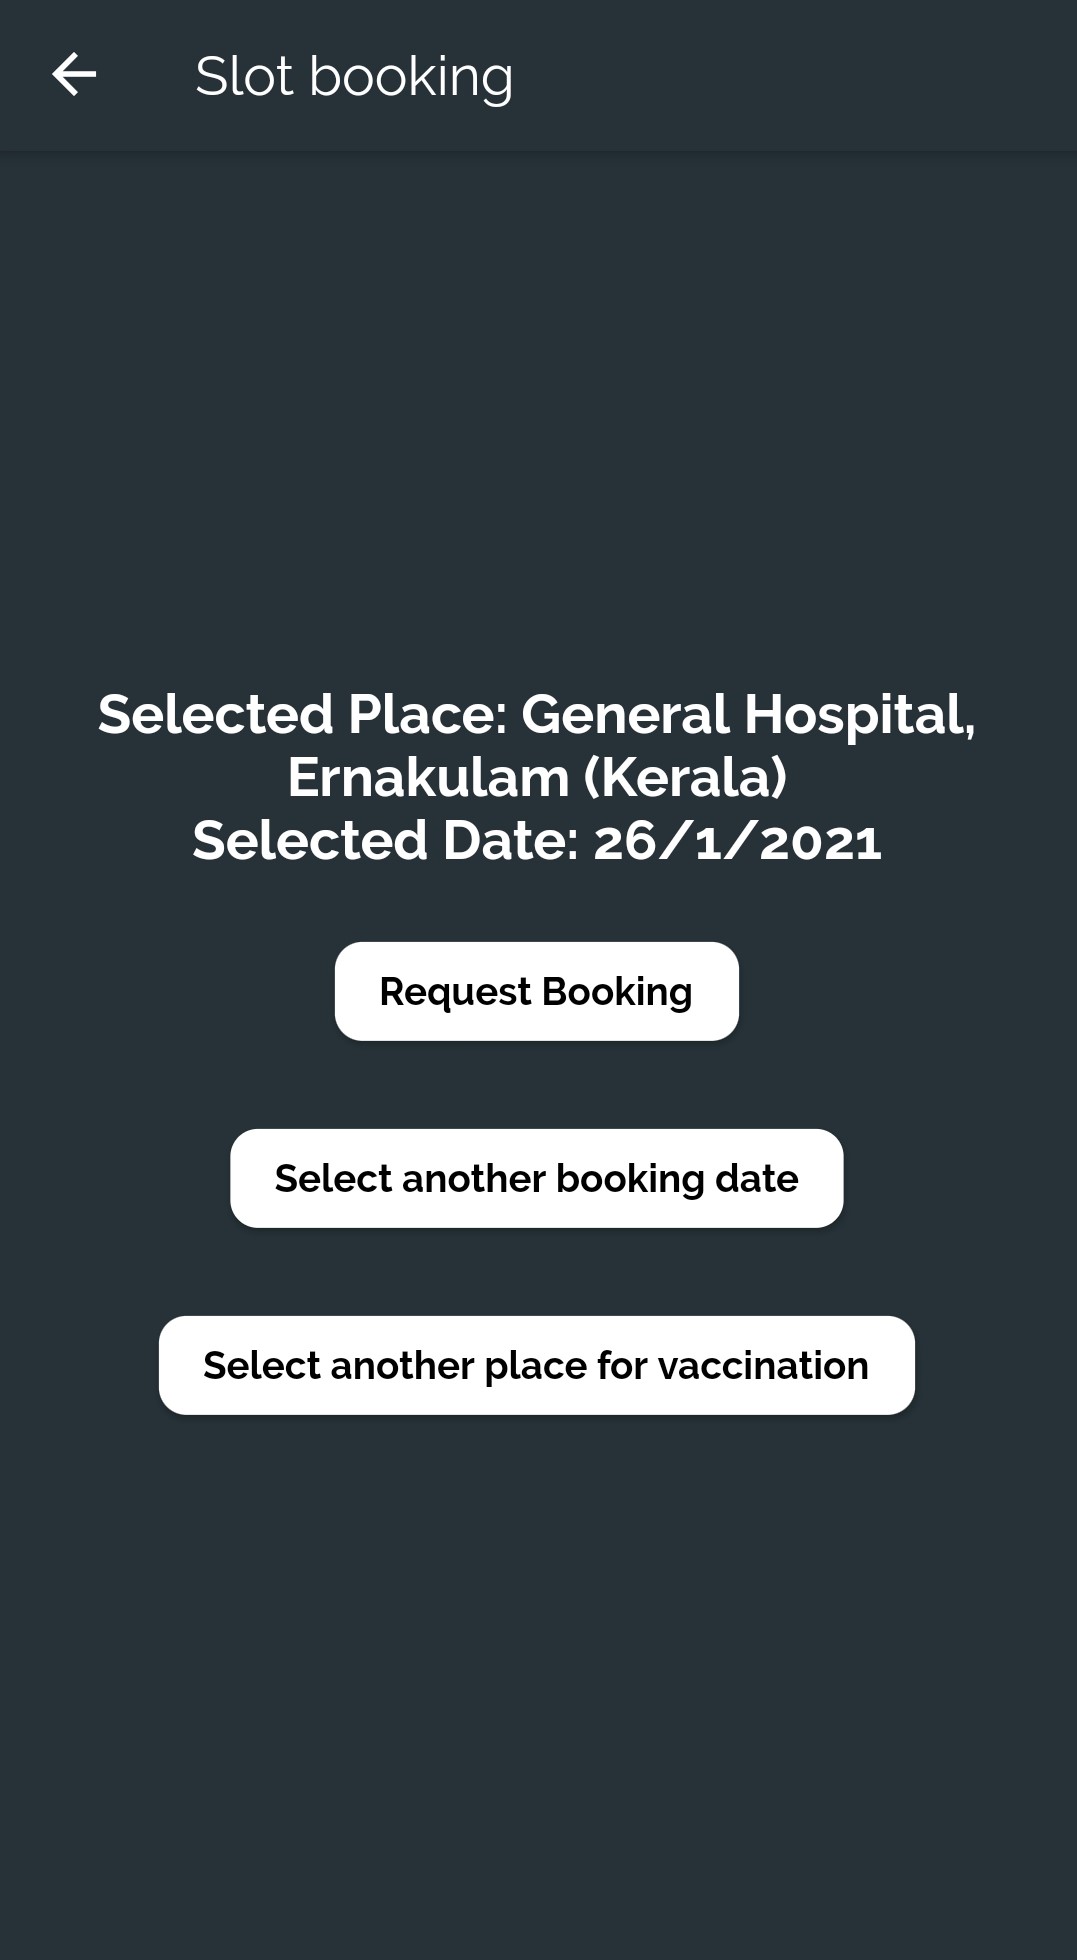 Slot booking
Selected Place: General Hospital,
Ernakulam (Kerala)
Selected Date: 26/1/2021
Request Booking
Select another booking date
Select another place for vaccination